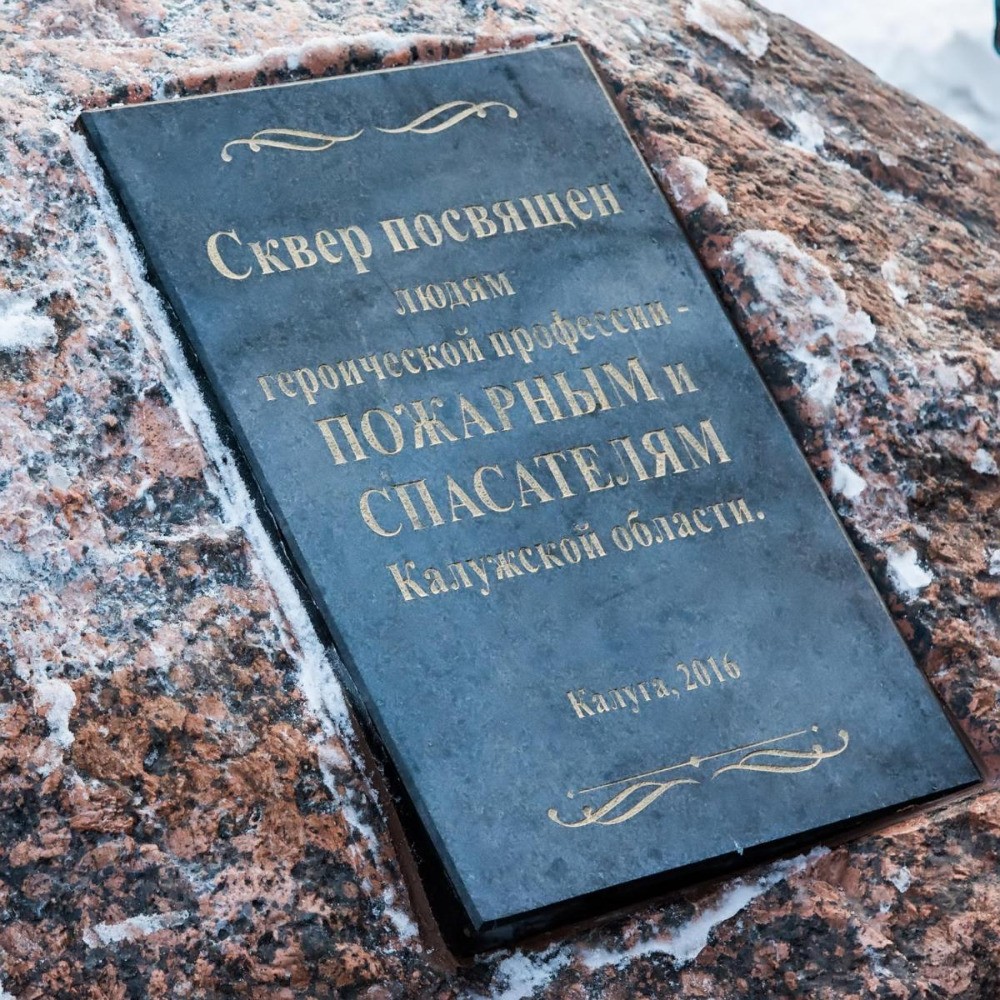 Сквер посвящен
людям
героической профессии -
ПОЖАРНЫМ и
СПАСАТЕЛЯМ
Калужской области.
Калуга, 2016